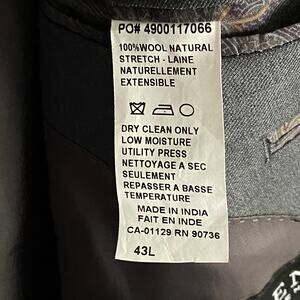 PO# 4900117066
100%WOOL NATURAL
STRETCH - LAINE
NATURELLEMENT
EXTENSIBLE
DRY CLEAN ONLY
LOW MOISTURE
UTILITY PRESS
NETTOYAGE A SEC
SEULEMENT
REPASSER A BASSE
TEMPERATURE
MADE IN INDIA
FAIT EN INDE
CA-01129 RN 90736
43L